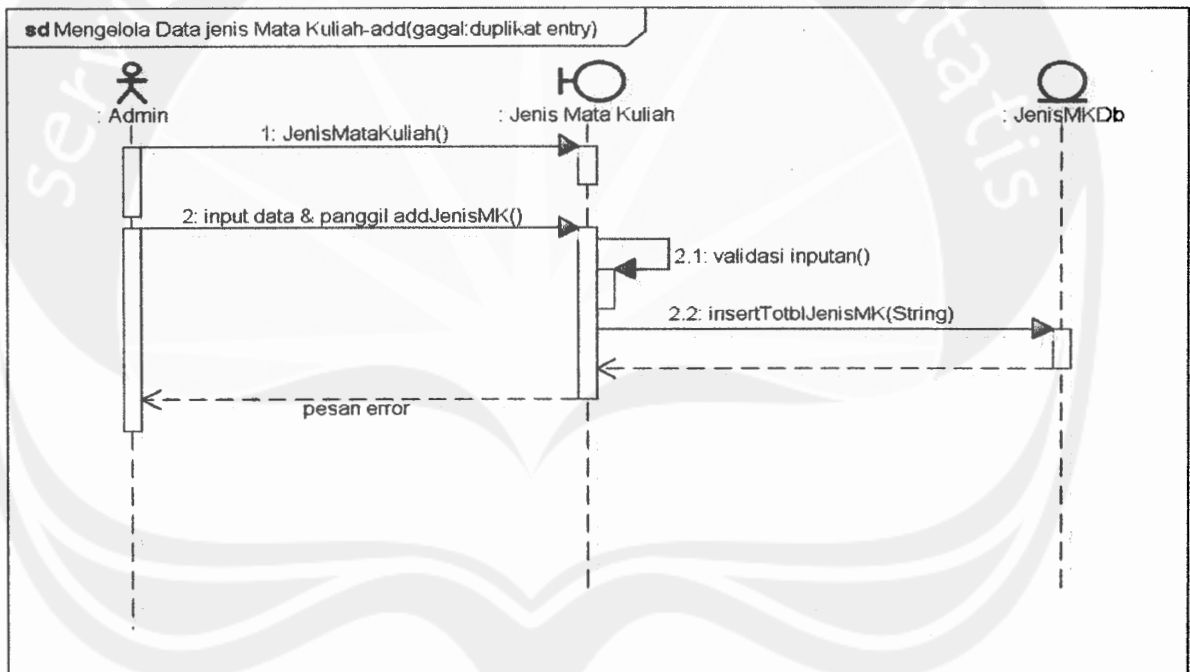 sd Mengelola Data jenis Mata Kuliah-add(gagal:duplikat entry)
: Admin
: Jenis Mata Kuliah
: JenisMKDb
1: JenisMataKuliah()
2: input data & panggil addJenisMK()
2.1: validasi inputan()
2.2: insertTotblJenisMK(String)
pesan error